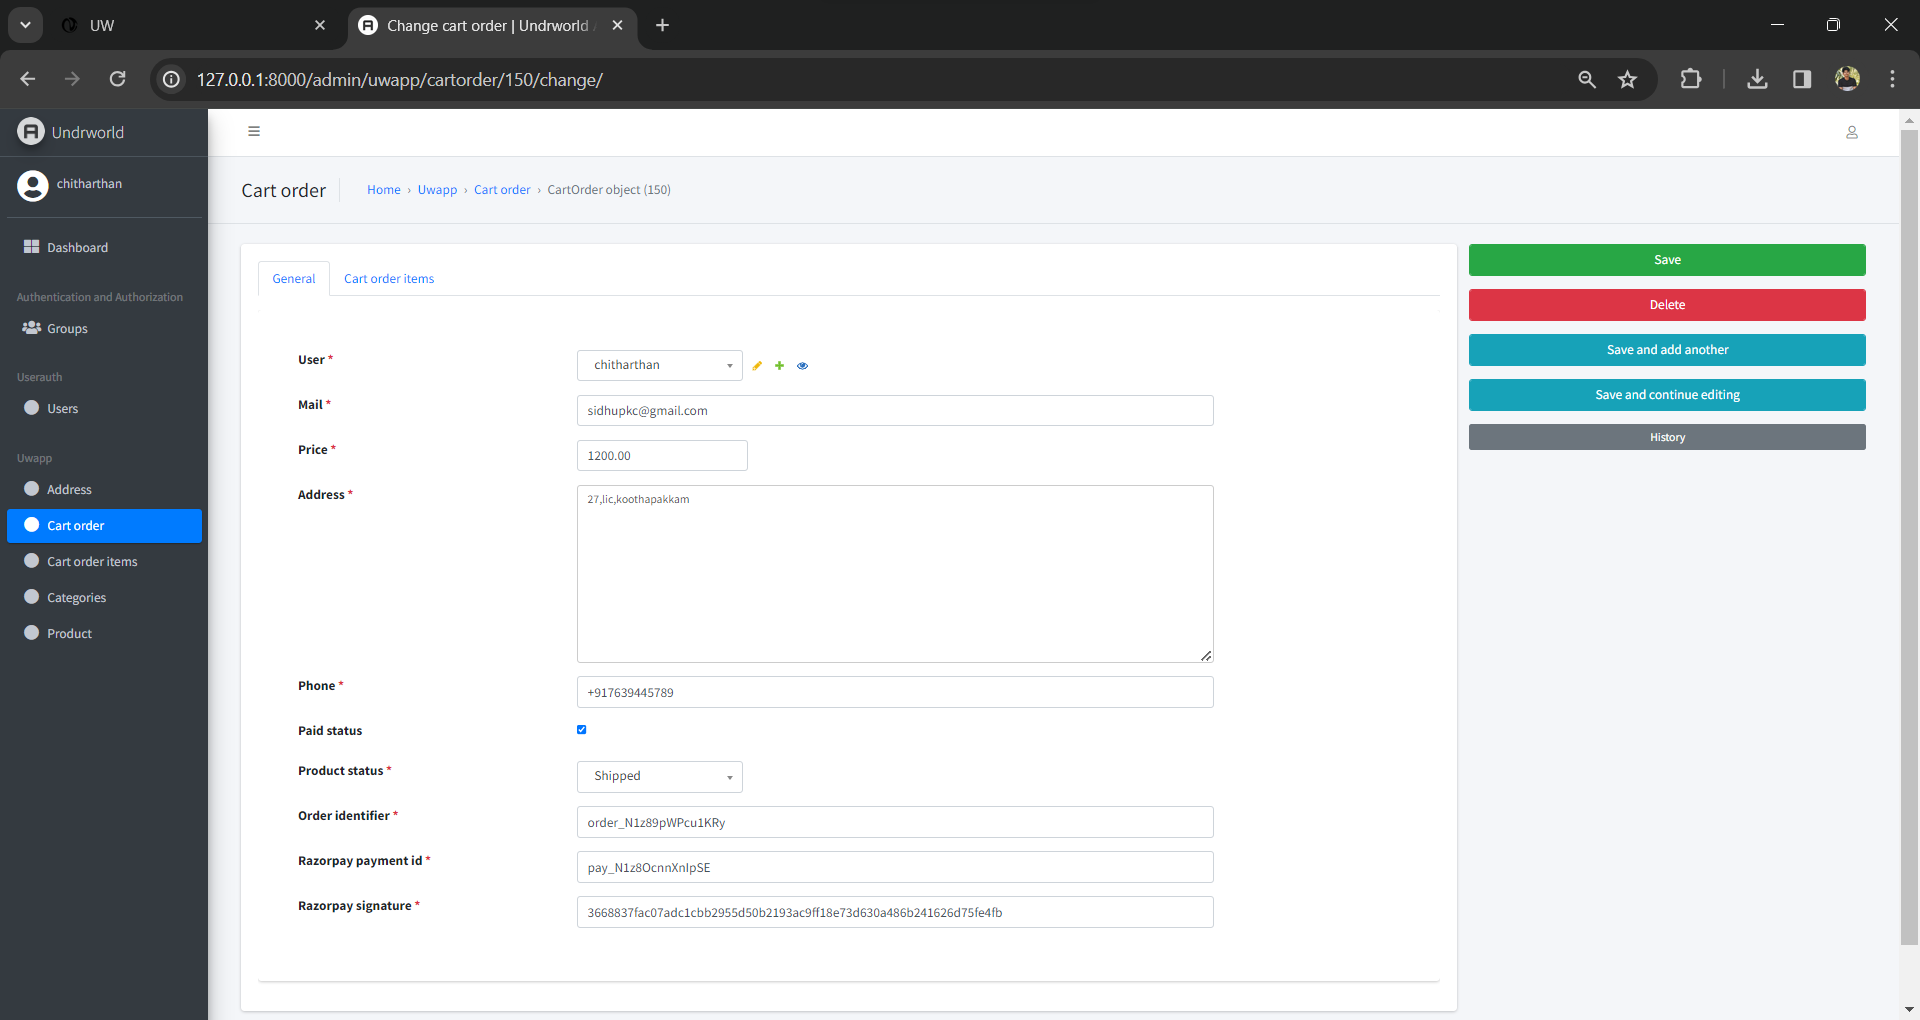 UW
Change cart order | Undrworld
127.0.0.1:8000/admin/uwapp/cartorder/150/change/
Undrworld
chitharthan
Dashboard
Authentication and Authorization
Groups
Userauth
Users
Uwapp
Address
Cart order
Cart order items
Categories
Product
Cart order
Home › Uwapp › Cart order › CartOrder object (150)
General
Cart order items
User *
chitharthan
Mail *
sidhupkc@gmail.com
Price *
1200.00
Address *
27,lic,koothapakkam
Phone *
+917639445789
Paid status
Product status *
Shipped
Order identifier *
order_N1z89pWPcu1KRy
Razorpay payment id *
pay_N1z8OcnnXnlpSE
Razorpay signature *
3668837fac07adc1cbb2955d50b2193ac9ff18e73d630a486b241626d75fe4fb
Save
Delete
Save and add another
Save and continue editing
History